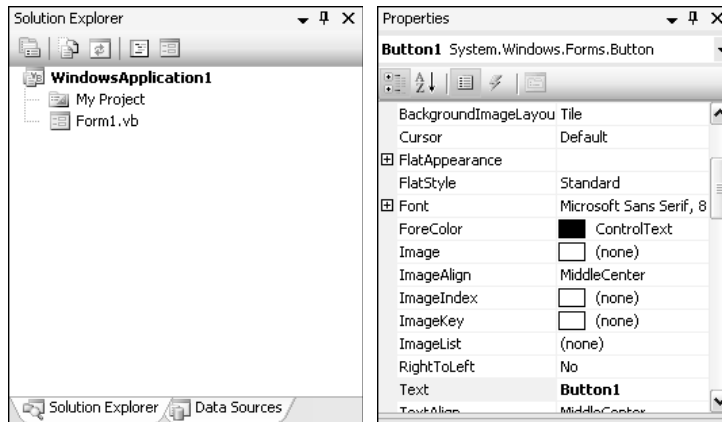 Solution Explorer
WindowsApplication1
My Project
Form1.vb
Solution Explorer
Data Sources
Properties
Button1 System.Windows.Forms.Button
BackgroundImageLayou Tile
Cursor Default
FlatAppearance
FlatStyle Standard
Font Microsoft Sans Serif, 8
ForeColor ControlText
Image (none)
ImageAlign MiddleCenter
ImageIndex (none)
ImageKey (none)
ImageList (none)
RightToLeft No
Text Button1
TextAlign MiddleCenter